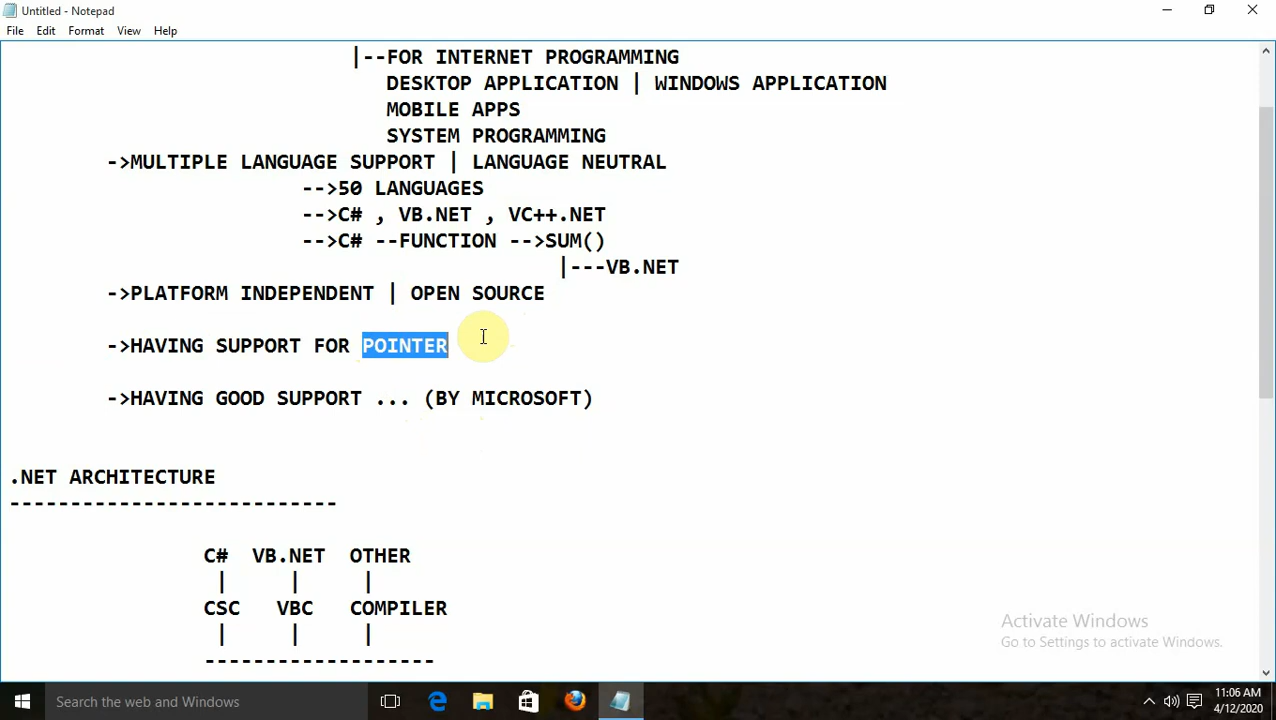 Untitled - Notepad
File Edit Format View Help
|--FOR INTERNET PROGRAMMING
DESKTOP APPLICATION | WINDOWS APPLICATION
MOBILE APPS
SYSTEM PROGRAMMING
->MULTIPLE LANGUAGE SUPPORT | LANGUAGE NEUTRAL
-->50 LANGUAGES
-->C# , VB.NET , VC++.NET
-->C# --FUNCTION -->SUM()
|---VB.NET
->PLATFORM INDEPENDENT | OPEN SOURCE
->HAVING SUPPORT FOR POINTER
->HAVING GOOD SUPPORT ... (BY MICROSOFT)
.NET ARCHITECTURE
---------------------------
C# VB.NET OTHER
| | |
CSC VBC COMPILER
| | |
-------------------
Activate Windows
Go to Settings to activate Windows.
Search the web and Windows
11:06 AM
4/12/2020